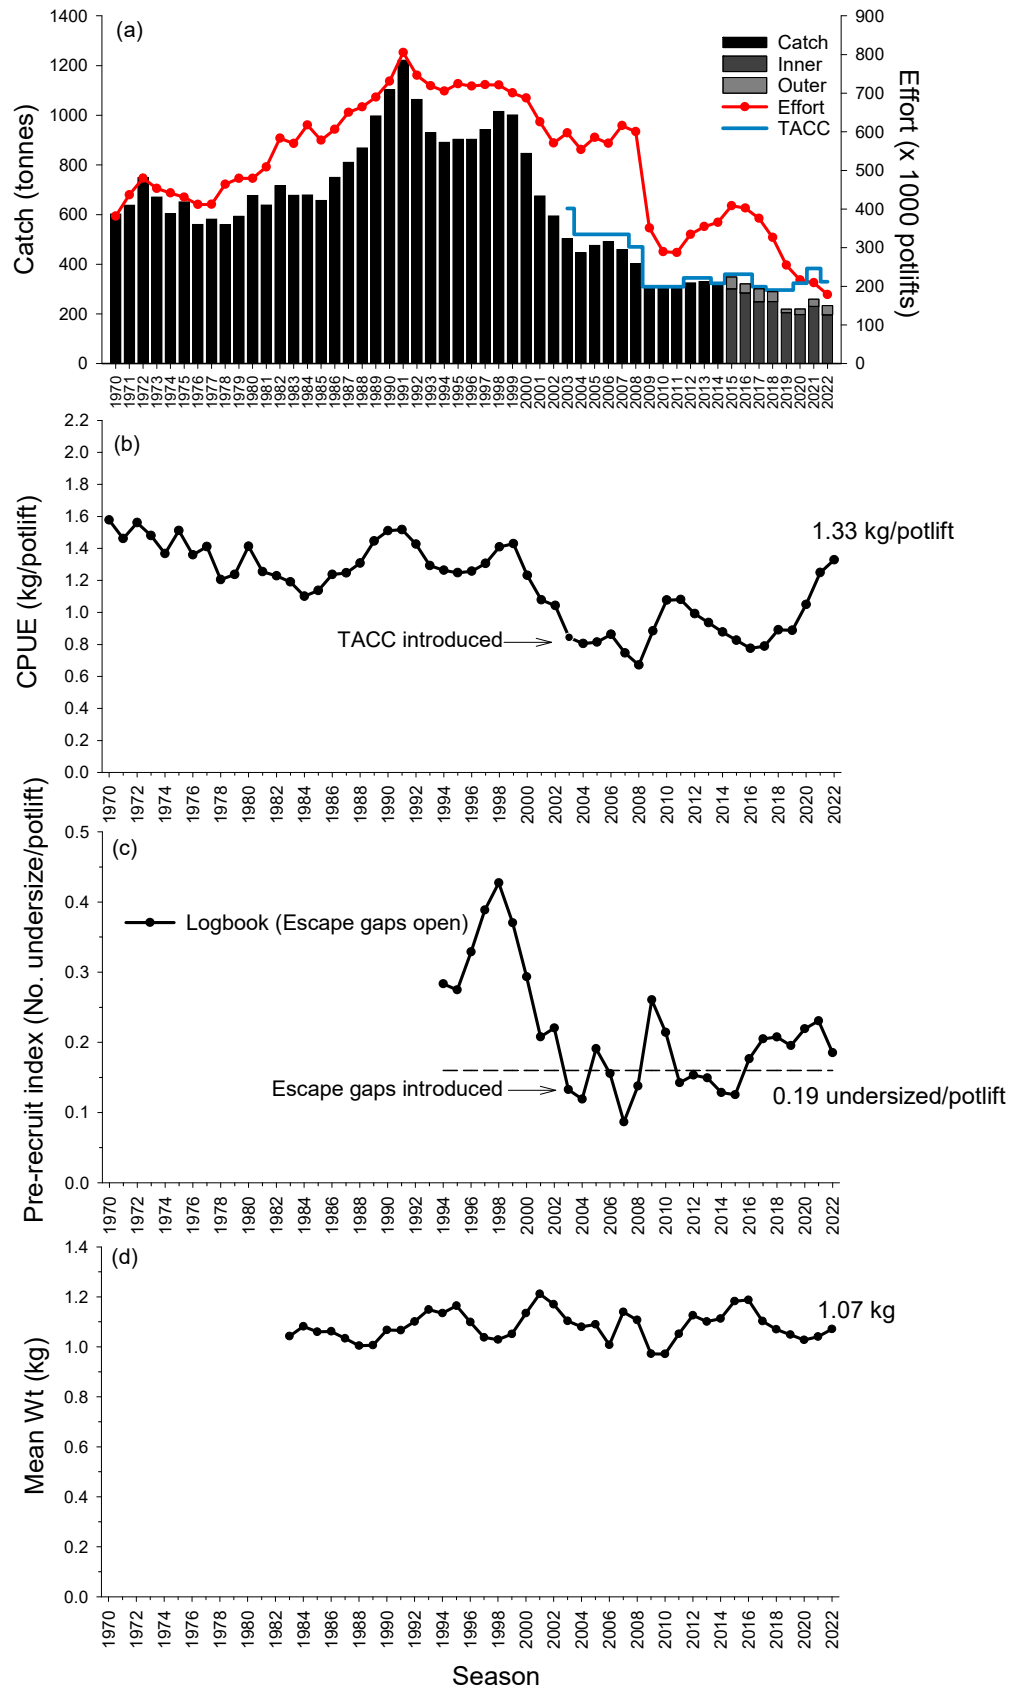 (a)
1400
1200
1000
800
600
400
200
0
Catch (tonnes)
900
800
700
600
500
400
300
200
100
0
Effort (x 1000 potlifts)
Catch
Inner
Outer
Effort
TACC
1970 1971 1972 1973 1974 1975 1976 1977 1978 1979 1980 1981 1982 1983 1984 1985 1986 1987 1988 1989 1990 1991 1992 1993 1994 1995 1996 1997 1998 1999 2000 2001 2002 2003 2004 2005 2006 2007 2008 2009 2010 2011 2012 2013 2014 2015 2016 2017 2018 2019 2020 2021 2022
(b)
2.2
2.0
1.8
1.6
1.4
1.2
1.0
0.8
0.6
0.4
0.2
0.0
CPUE (kg/potlift)
1.33 kg/potlift
TACC introduced
1970 1972 1974 1976 1978 1980 1982 1984 1986 1988 1990 1992 1994 1996 1998 2000 2002 2004 2006 2008 2010 2012 2014 2016 2018 2020 2022
(c)
0.5
0.4
0.3
0.2
0.1
0.0
Pre-recruit index (No. undersize/potlift)
Logbook (Escape gaps open)
Escape gaps introduced
0.19 undersized/potlift
1970 1972 1974 1976 1978 1980 1982 1984 1986 1988 1990 1992 1994 1996 1998 2000 2002 2004 2006 2008 2010 2012 2014 2016 2018 2020 2022
(d)
1.4
1.2
1.0
0.8
0.6
0.4
0.2
0.0
Mean Wt (kg)
1.07 kg
1970 1972 1974 1976 1978 1980 1982 1984 1986 1988 1990 1992 1994 1996 1998 2000 2002 2004 2006 2008 2010 2012 2014 2016 2018 2020 2022
Season